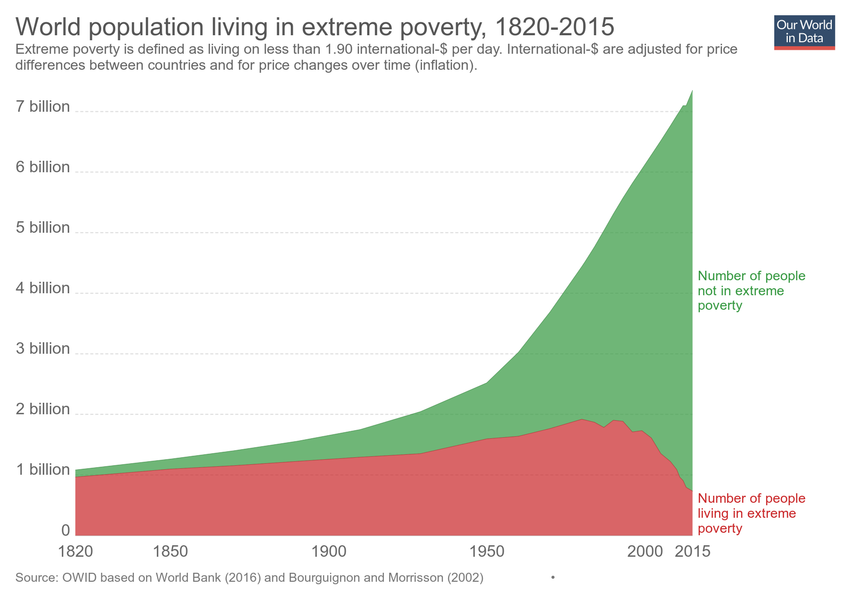 World population living in extreme poverty, 1820-2015
Our World
in Data
Extreme poverty is defined as living on less than 1.90 international-$ per day. International-$ are adjusted for price
differences between countries and for price changes over time (inflation).
7 billion
6 billion
5 billion
4 billion
3 billion
2 billion
1 billion
0
Number of people
not in extreme
poverty
Number of people
living in extreme
poverty
1820
1850
1900
1950
2000
2015
Source: OWID based on World Bank (2016) and Bourguignon and Morrisson (2002)
•